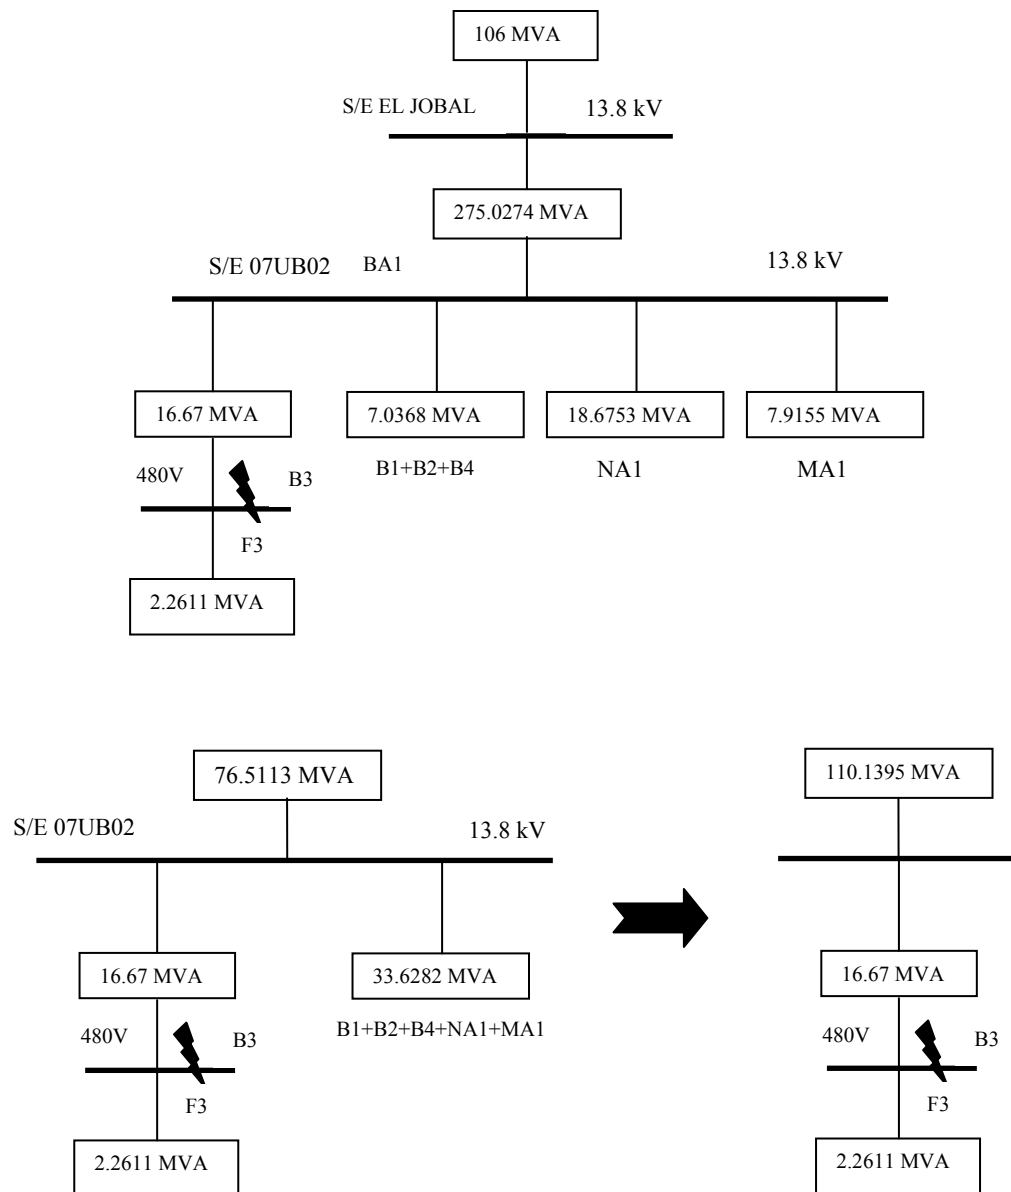 106 MVA
S/E EL JOBAL 13.8 kV
275.0274 MVA
S/E 07UB02 BA1 13.8 kV
16.67 MVA 7.0368 MVA 18.6753 MVA 7.9155 MVA
480V B3 B1+B2+B4 NA1 MA1
F3
2.2611 MVA
76.5113 MVA 110.1395 MVA
S/E 07UB02 13.8 kV
16.67 MVA 33.6282 MVA 16.67 MVA
480V B3 B1+B2+B4+NA1+MA1 480V B3
F3 F3
2.2611 MVA 2.2611 MVA